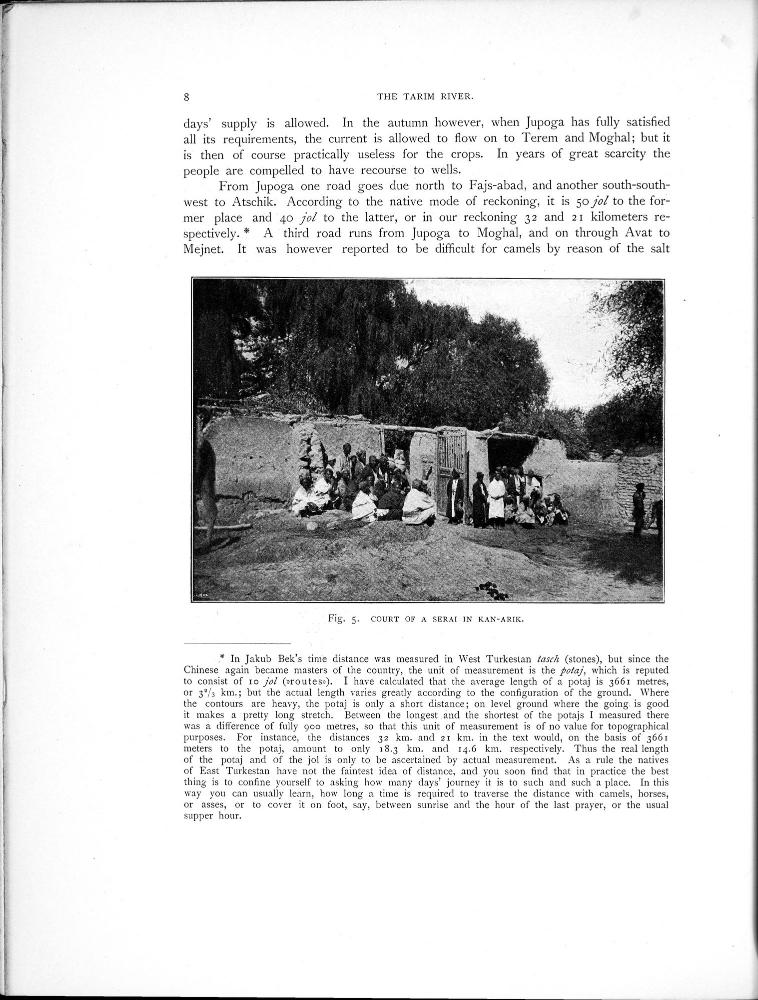 8 THE TARIM RIVER.
days' supply is allowed. In the autumn however, when Jupoga has fully satisfied
all its requirements, the current is allowed to flow on to Terem and Moghal; but it
is then of course practically useless for the crops. In years of great scarcity the
people are compelled to have recourse to wells.
From Jupoga one road goes due north to Fajs-abad, and another south-south-
west to Atschik. According to the native mode of reckoning, it is 50 jol to the for-
mer place and 40 jol to the latter, or in our reckoning 32 and 21 kilometers re-
spectively.* A third road runs from Jupoga to Moghal, and on through Avat to
Mejnet. It was however reported to be difficult for camels by reason of the salt
Fig. 5. COURT OF A SERAI IN KAN-ARIK.
* In Jakub Bek's time distance was measured in West Turkestan tasch (stones), but since the
Chinese again became masters of the country, the unit of measurement is the potaj, which is reputed
to consist of 10 jol (»routes»). I have calculated that the average length of a potaj is 3661 metres,
or 3²/₃ km.; but the actual length varies greatly according to the configuration of the ground. Where
the contours are heavy, the potaj is only a short distance; on level ground where the going is good
it makes a pretty long stretch. Between the longest and the shortest of the potajs I measured there
was a difference of fully 900 metres, so that this unit of measurement is of no value for topographical
purposes. For instance, the distances 32 km. and 21 km. in the text would, on the basis of 3661
meters to the potaj, amount to only 18.3 km. and 14.6 km. respectively. Thus the real length
of the potaj and of the jol is only to be ascertained by actual measurement. As a rule the natives
of East Turkestan have not the faintest idea of distance, and you soon find that in practice the best
thing is to confine yourself to asking how many days' journey it is to such and such a place. In this
way you can usually learn, how long a time is required to traverse the distance with camels, horses,
or asses, or to cover it on foot, say, between sunrise and the hour of the last prayer, or the usual
supper hour.